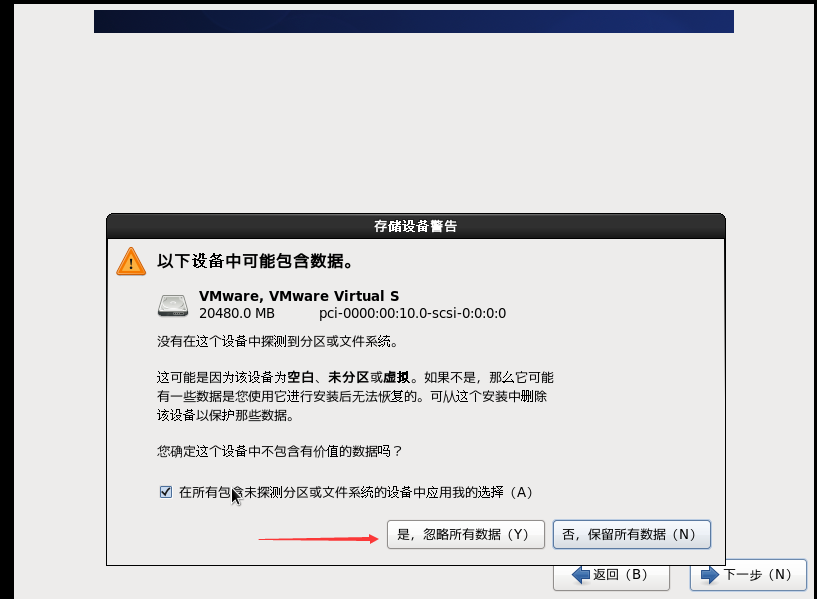 存储设备警告
以下设备中可能包含数据。
VMware, VMware Virtual S
20480.0 MB pci-0000:00:10.0-scsi-0:0:0:0
没有在这个设备中探测到分区或文件系统。
这可能是因为该设备为空白、未分区或虚拟。如果不是，那么它可能
有一些数据是您使用它进行安装后无法恢复的。可从这个安装中删除
该设备以保护那些数据。
您确定这个设备中不包含有价值的数据吗？
在所有包含未探测分区或文件系统的设备中应用我的选择（A）
是，忽略所有数据（Y） 否，保留所有数据（N）
返回（B） 下一步（N）